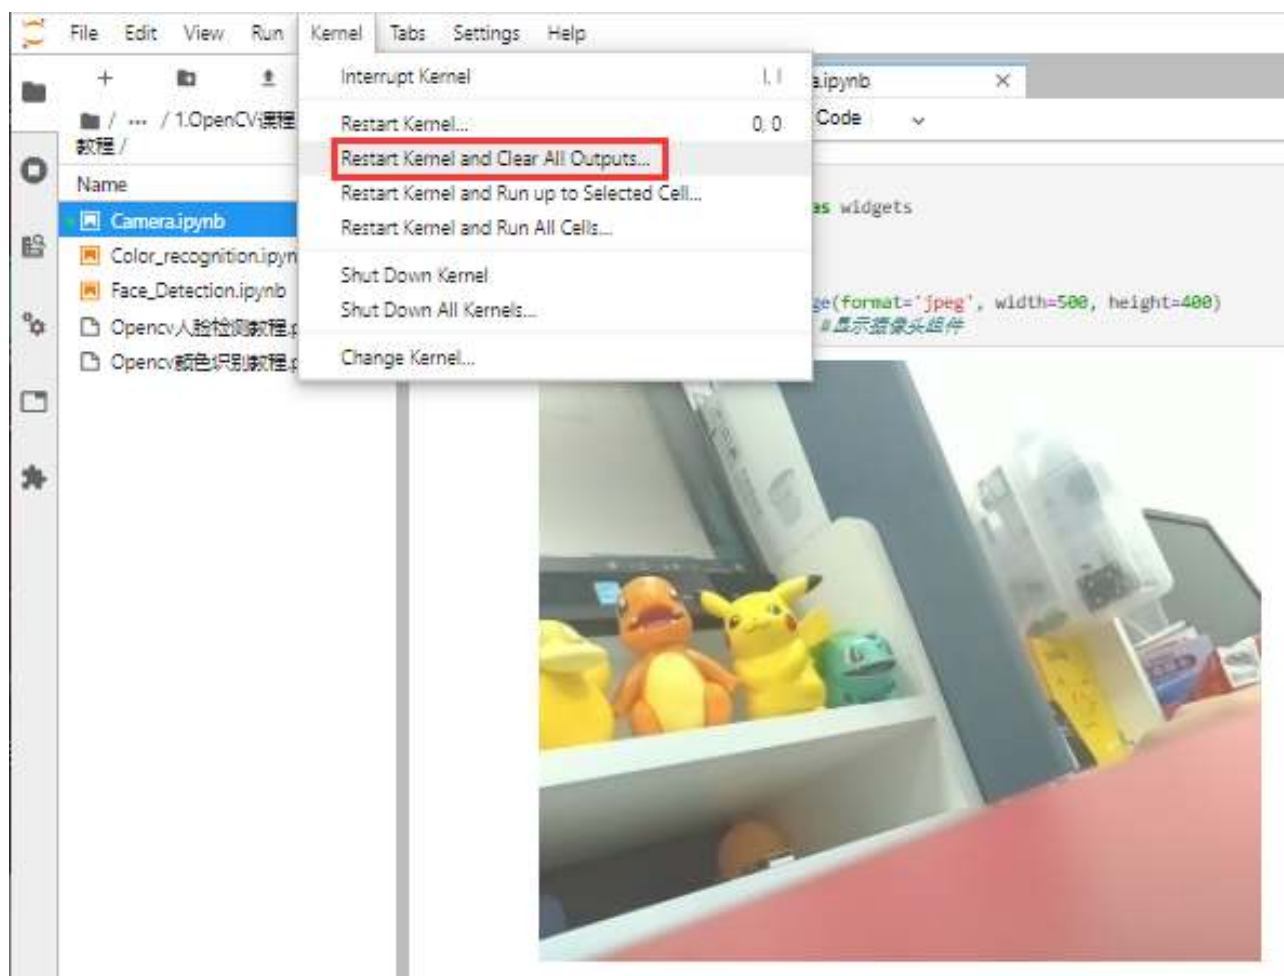 File Edit View Run Kernel Tabs Settings Help
Interrupt Kernel I, I
a.ipynb
/ ... / 1.OpenCV课程
教程 /
Restart Kernel... 0, 0
Code
Restart Kernel and Clear All Outputs...
Name
Restart Kernel and Run up to Selected Cell...
as widgets
Camera.ipynb
Restart Kernel and Run All Cells...
Color_recognition.ipyn
Shut Down Kernel
Face_Detection.ipynb
Shut Down All Kernels...
ge(format='jpeg', width=500, height=400)
Opencv人脸检测教程.p
#显示摄像头组件
Opencv颜色识别教程.p
Change Kernel...